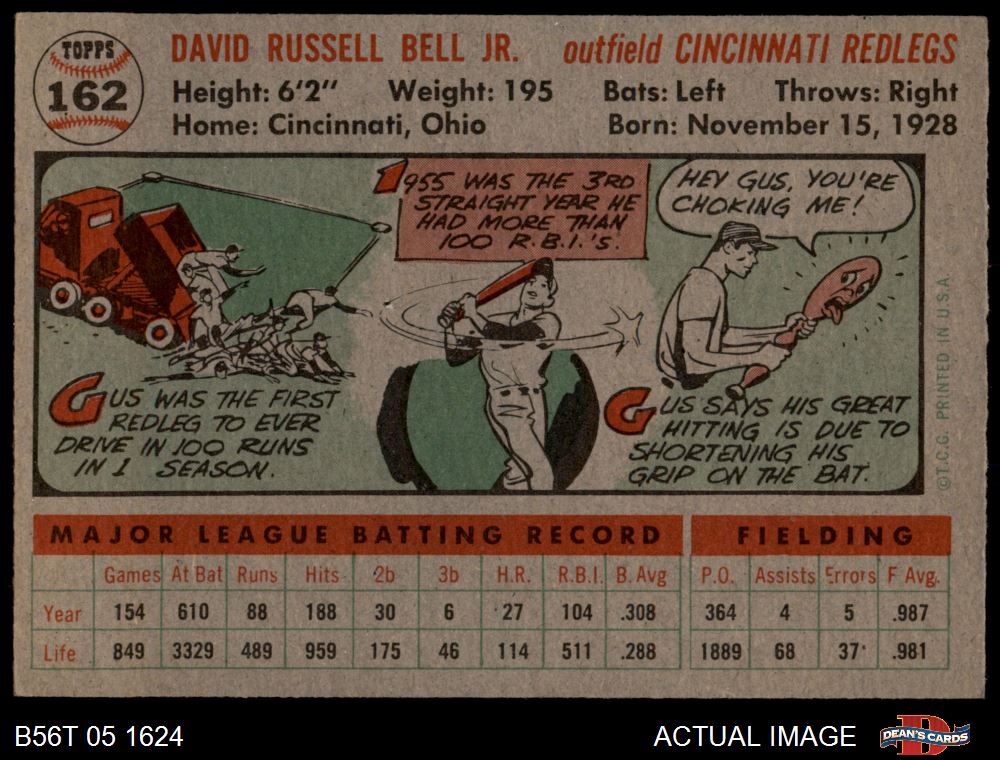 TOPPS
162
DAVID RUSSELL BELL JR. outfield CINCINNATI REDLEGS
Height: 6'2" Weight: 195 Bats: Left Throws: Right
Home: Cincinnati, Ohio Born: November 15, 1928
1955 WAS THE 3RD
STRAIGHT YEAR HE
HAD MORE THAN
100 R.B.I.'S.
HEY GUS, YOU'RE
CHOKING ME!
GUS WAS THE FIRST
REDLEG TO EVER
DRIVE IN 100 RUNS
IN 1 SEASON.
GUS SAYS HIS GREAT
HITTING IS DUE TO
SHORTENING HIS
GRIP ON THE BAT.
©T.C.C. PRINTED IN U.S.A.
MAJOR LEAGUE BATTING RECORD FIELDING
Games At Bat Runs Hits 2b 3b H.R. R.B.I. B. Avg P.O. Assists Errors F Avg.
Year 154 610 88 188 30 6 27 104 .308 364 4 5 .987
Life 849 3329 489 959 175 46 114 511 .288 1889 68 37 .981
B56T 05 1624 ACTUAL IMAGE DEAN'S CARDS